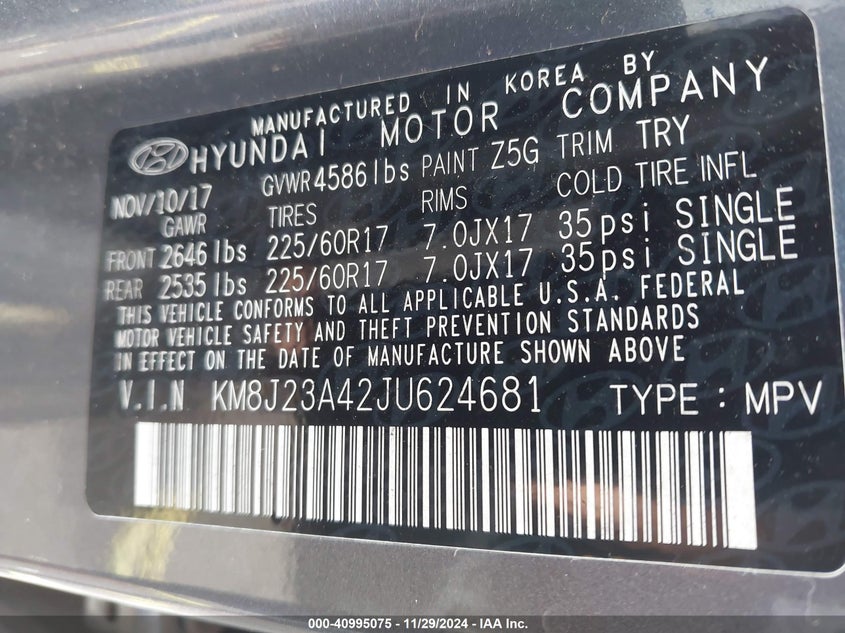 MANUFACTURED IN KOREA BY
HYUNDAI MOTOR COMPANY
NOV/10/17 GVWR 4586 lbs PAINT Z5G TRIM TRY
GAWR TIRES RIMS COLD TIRE INFL
FRONT 2646 lbs 225/60R17 7.0JX17 35psi SINGLE
REAR 2535 lbs 225/60R17 7.0JX17 35psi SINGLE
THIS VEHICLE CONFORMS TO ALL APPLICABLE U.S.A. FEDERAL
MOTOR VEHICLE SAFETY AND THEFT PREVENTION STANDARDS
IN EFFECT ON THE DATE OF MANUFACTURE SHOWN ABOVE
V.I.N KM8J23A42JU624681 TYPE : MPV
000-40995075 - 11/29/2024 - IAA Inc.